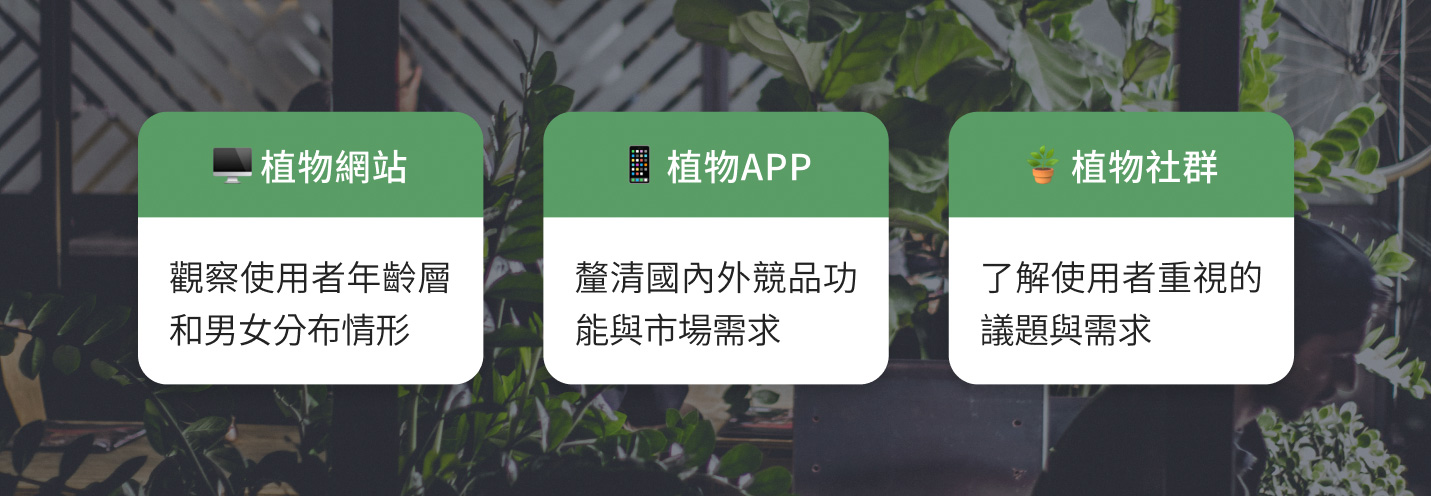 植物網站
觀察使用者年齡層
和男女分布情形
植物APP
釐清國內外競品功
能與市場需求
植物社群
了解使用者重視的
議題與需求